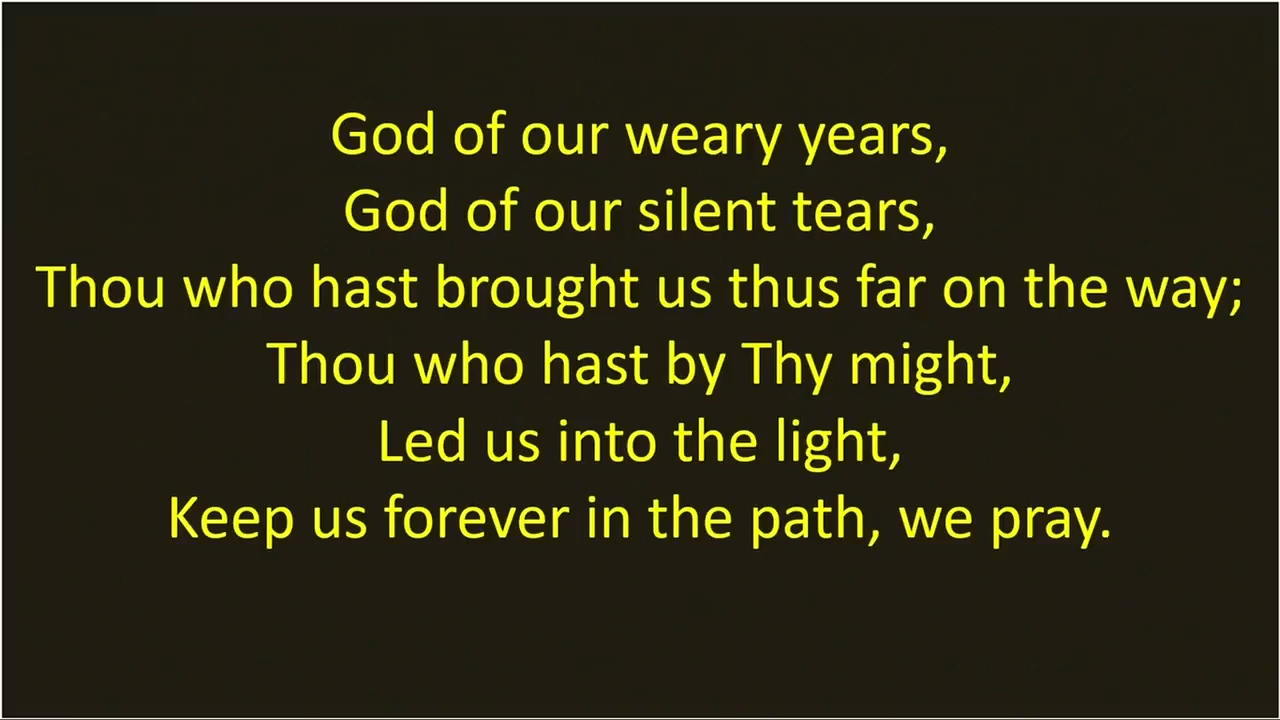 God of our weary years,
God of our silent tears,
Thou who hast brought us thus far on the way;
Thou who hast by Thy might,
Led us into the light,
Keep us forever in the path, we pray.